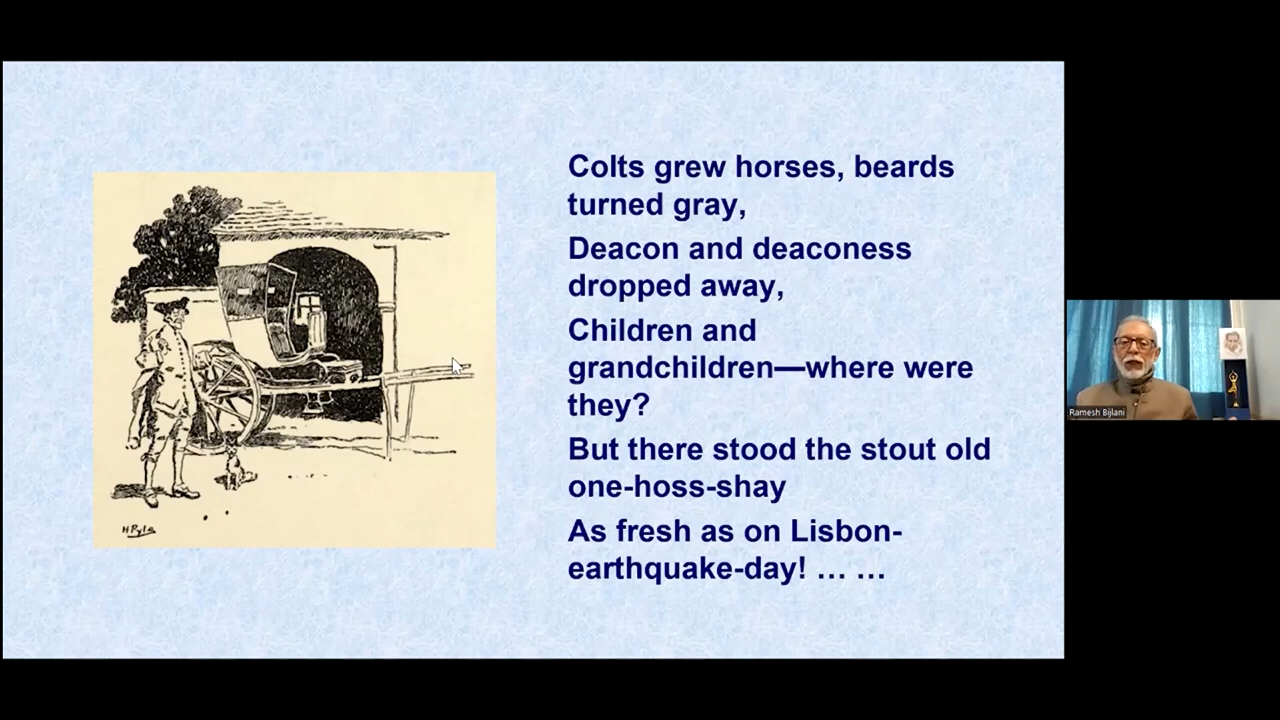 Colts grew horses, beards
turned gray,
Deacon and deaconess
dropped away,
Children and
grandchildren—where were
they?
But there stood the stout old
one-hoss-shay
As fresh as on Lisbon-
earthquake-day! … …
H Pyle
Ramesh Bijlani